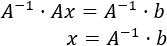 A⁻¹ · Ax = A⁻¹ · b
x = A⁻¹ · b